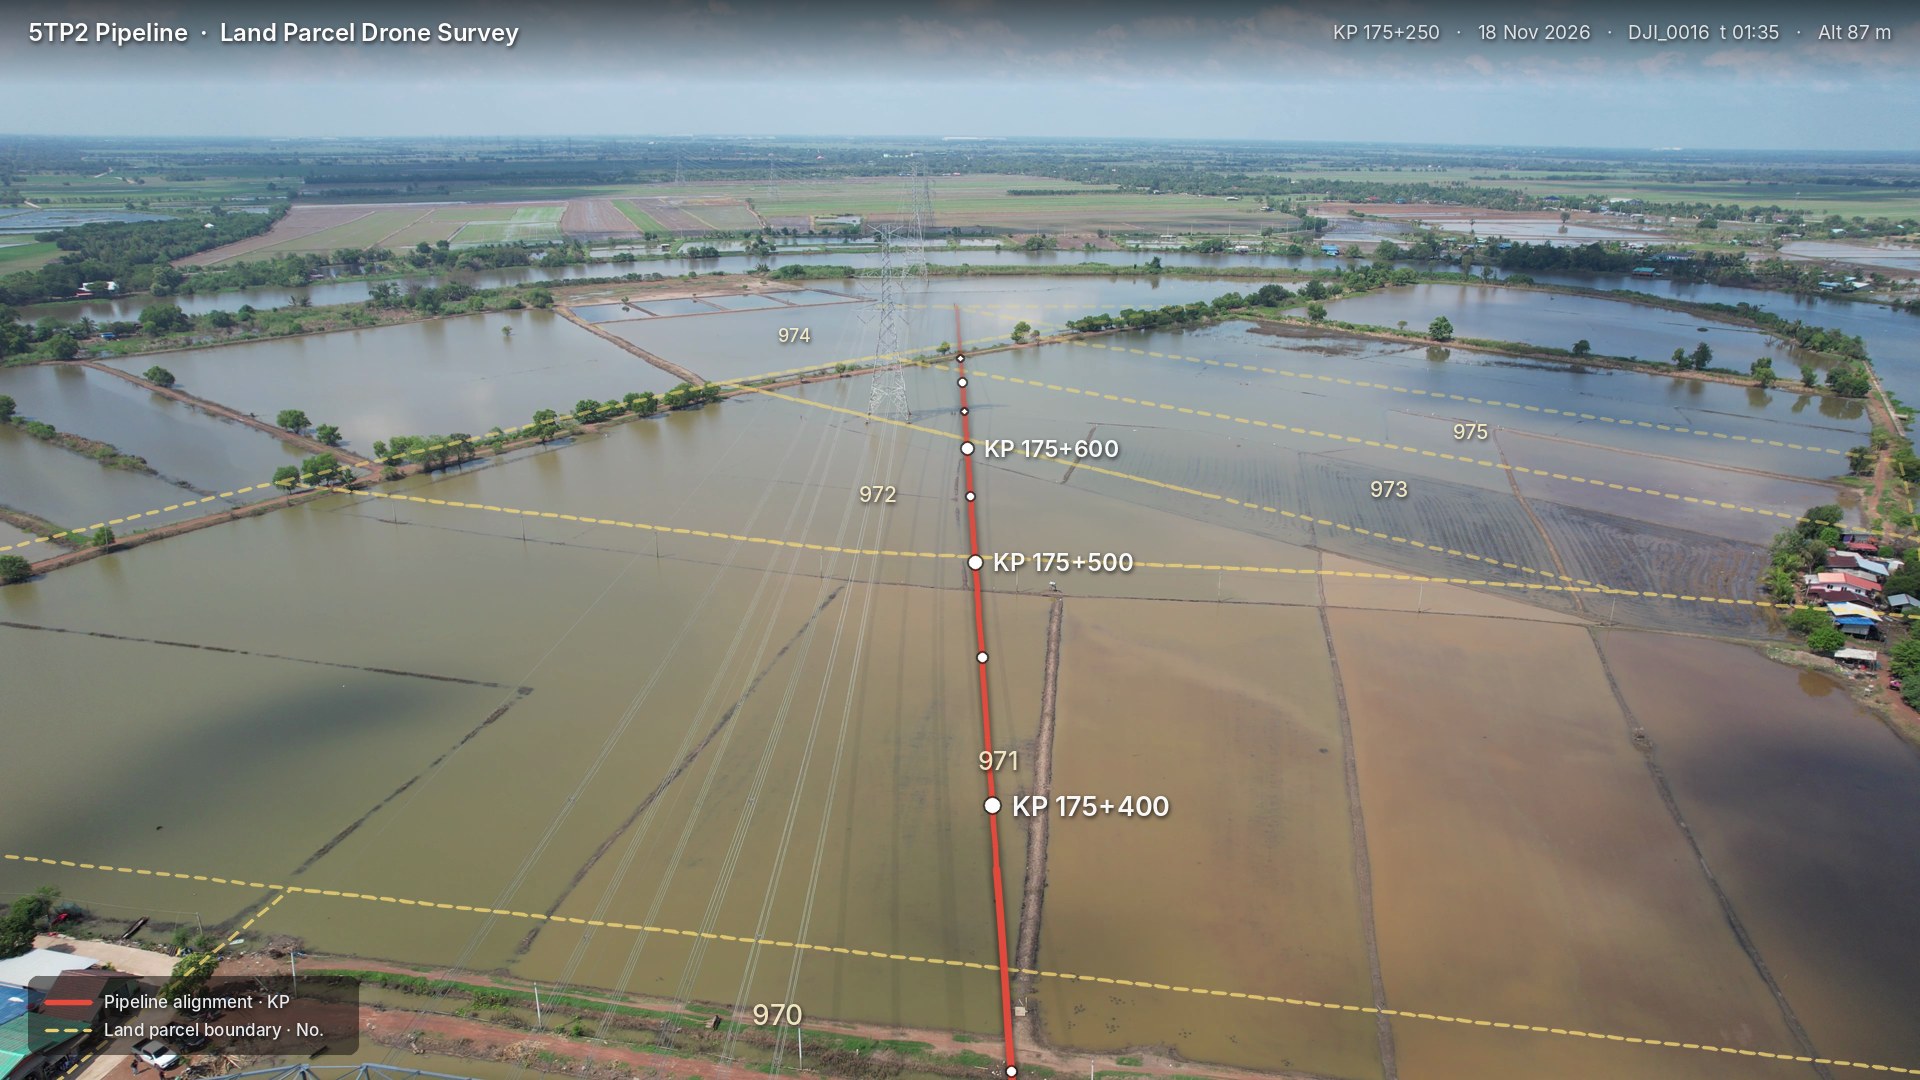 5TP2 Pipeline · Land Parcel Drone Survey
KP 175+250 · 18 Nov 2026 · DJI_0016 t 01:35 · Alt 87 m
974
975
KP 175+600
973
972
KP 175+500
971
KP 175+400
970
Pipeline alignment · KP
Land parcel boundary · No.